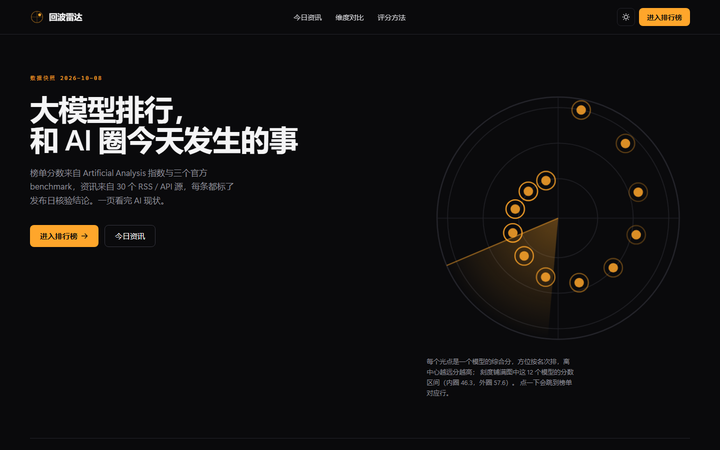 回波雷达
今日资讯 维度对比 评分方法
进入排行榜
数据快照 2026-10-08
大模型排行，
和 AI 圈今天发生的事
榜单分数来自 Artificial Analysis 指数与三个官方
benchmark，资讯来自 30 个 RSS / API 源，每条都标了
发布日核验结论。一页看完 AI 现状。
进入排行榜 →
今日资讯
每个光点是一个模型的综合分，方位按名次排，离
中心越远分越高； 刻度铺满图中这 12 个模型的分数
区间（内圈 46.3，外圈 57.6）。 点一下会跳到榜单
对应行。